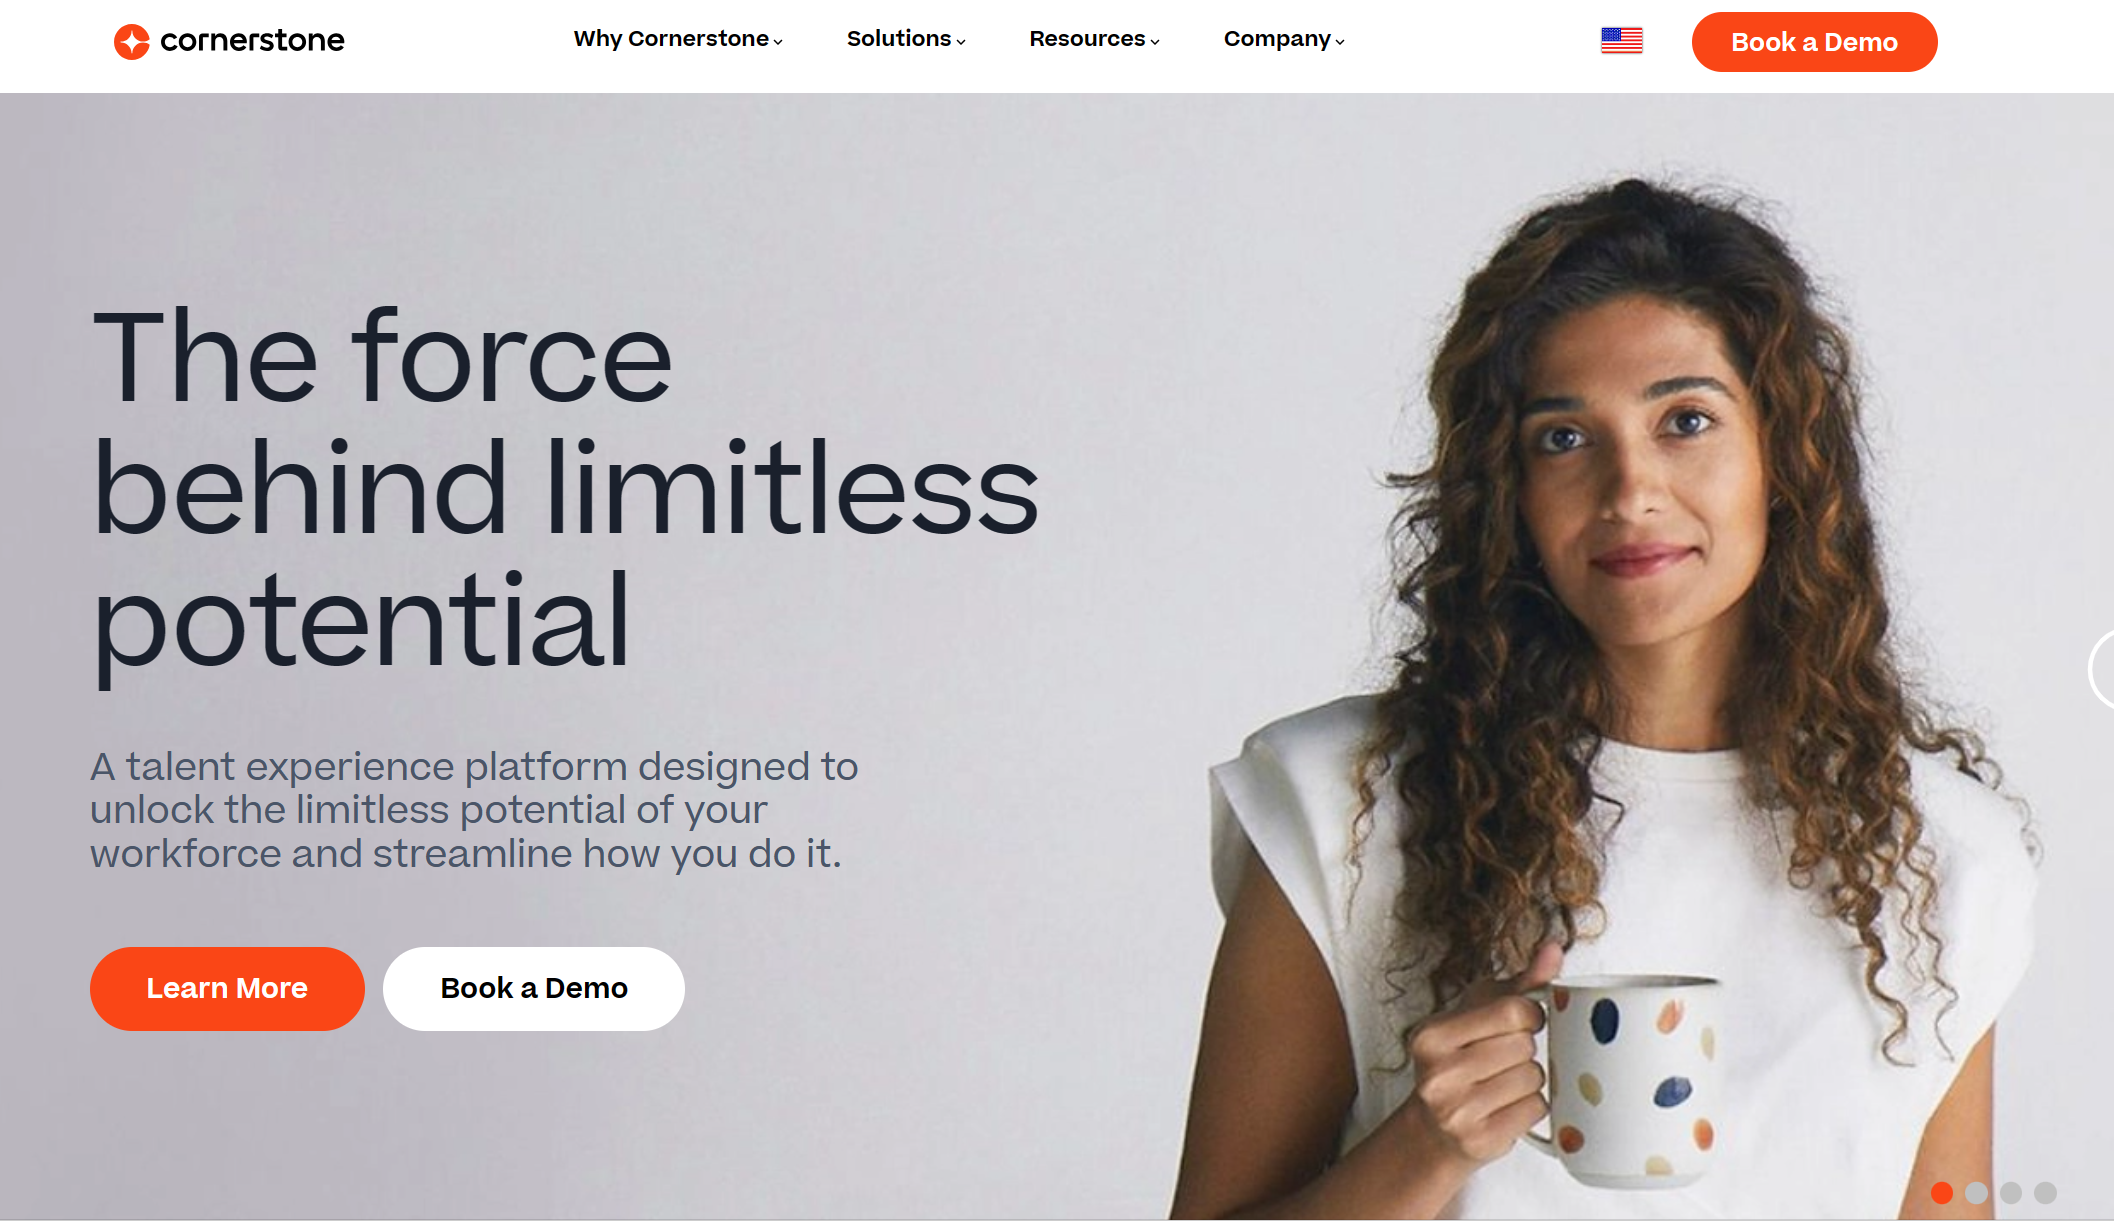 cornerstone
Why Cornerstone
Solutions
Resources
Company
Book a Demo
The force
behind limitless
potential
A talent experience platform designed to
unlock the limitless potential of your
workforce and streamline how you do it.
Learn More
Book a Demo